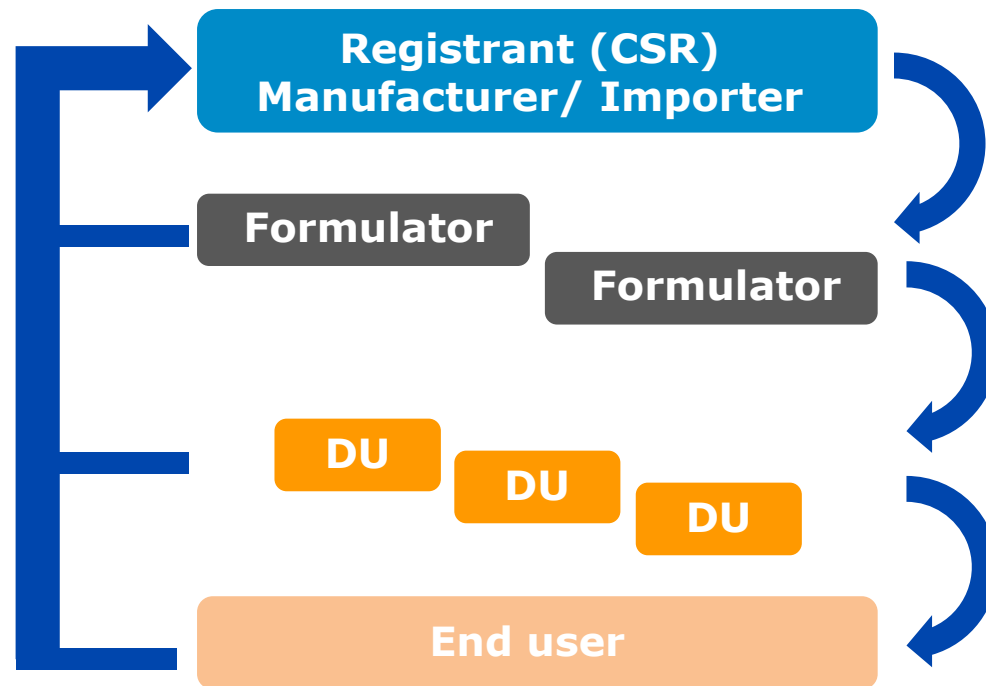 Registrant (CSR)
Manufacturer/ Importer
Formulator
Formulator
DU
DU
DU
End user